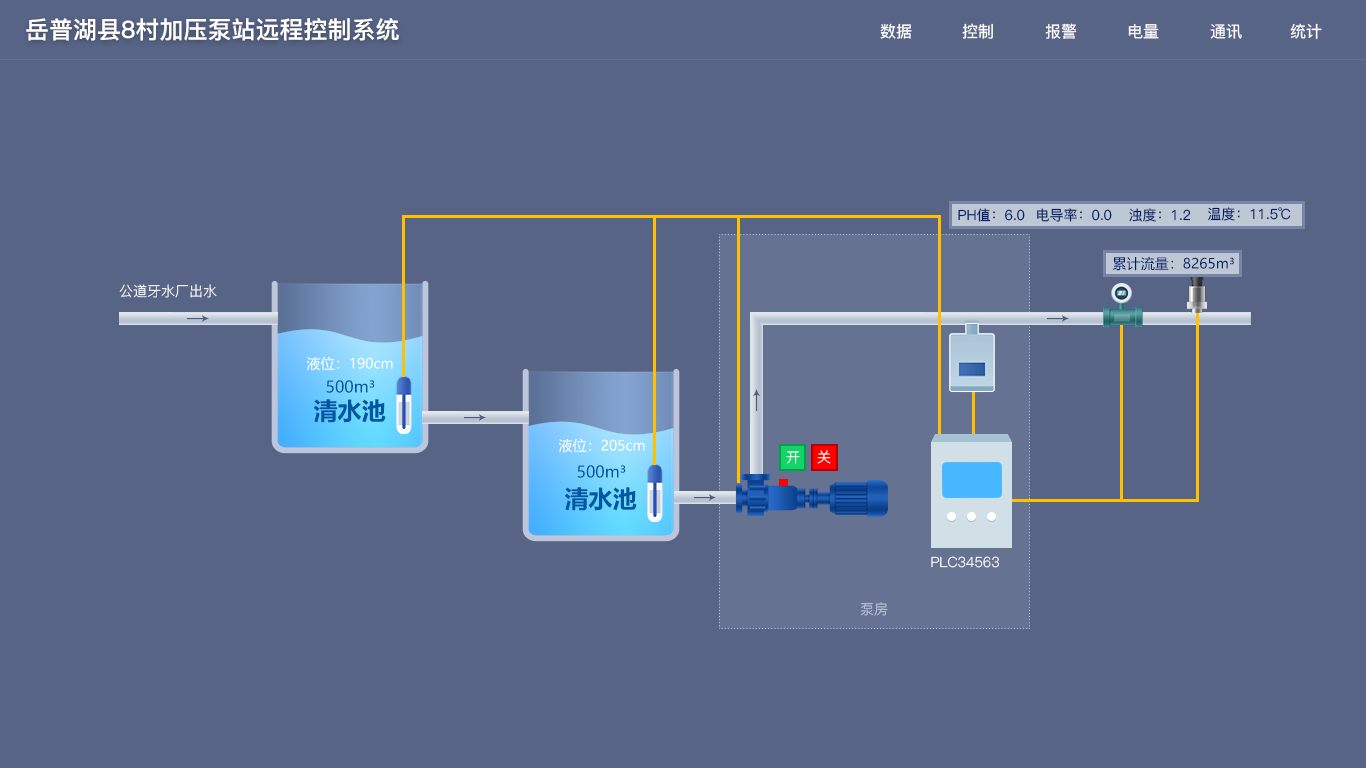 岳普湖县8村加压泵站远程控制系统
数据 控制 报警 电量 通讯 统计
PH值：6.0 电导率：0.0 浊度：1.2 温度：11.5℃
累计流量：8265m³
公道牙水厂出水
液位：190cm
500m³
清水池
液位：205cm
500m³
清水池
开 关
PLC34563
泵房